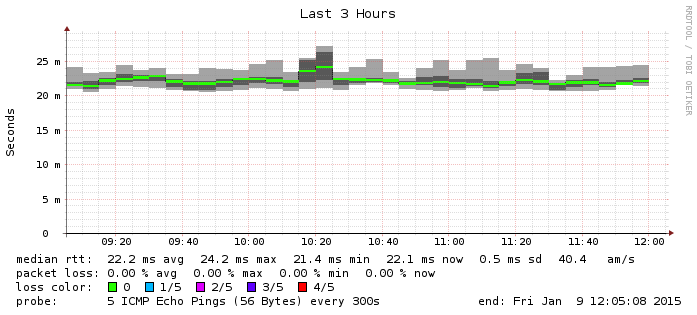 Last 3 Hours
RRDTOOL / TOBI OETIKER
Seconds
25 m
20 m
15 m
10 m
5 m
0
09:20 09:40 10:00 10:20 10:40 11:00 11:20 11:40 12:00
median rtt: 22.2 ms avg 24.2 ms max 21.4 ms min 22.1 ms now 0.5 ms sd 40.4 am/s
packet loss: 0.00 % avg 0.00 % max 0.00 % min 0.00 % now
loss color: 0 1/5 2/5 3/5 4/5
probe: 5 ICMP Echo Pings (56 Bytes) every 300s end: Fri Jan 9 12:05:08 2015